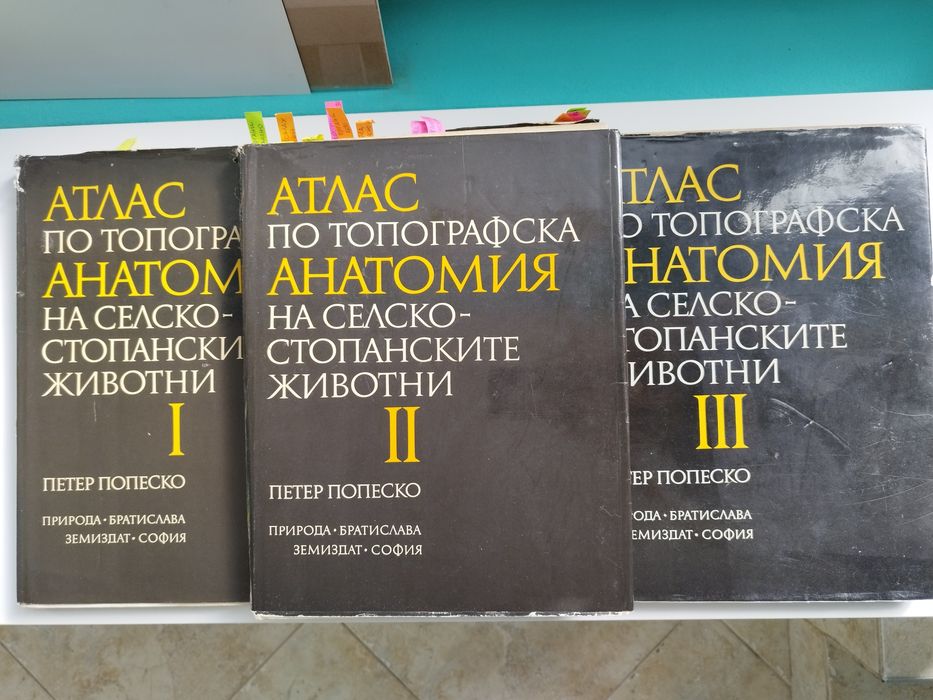 АТЛАС
ПО ТОПОГРА
АНАТОМ
НА СЕЛСКО-
СТОПАНСКИ
ЖИВОТНИ
I
ПЕТЕР ПОПЕСКО
ПРИРОДА • БРАТИСЛАВА
ЗЕМИЗДАТ • СОФИЯ
АТЛАС
ПО ТОПОГРАФСКА
АНАТОМИЯ
НА СЕЛСКО-
СТОПАНСКИТЕ
ЖИВОТНИ
II
ПЕТЕР ПОПЕСКО
ПРИРОДА • БРАТИСЛАВА
ЗЕМИЗДАТ • СОФИЯ
ТЛАС
О ТОПОГРАФСКА
НАТОМИЯ
А СЕЛСКО-
ТОПАНСКИТЕ
ИВОТНИ
III
ТЕР ПОПЕСКО
РОДА • БРАТИСЛАВА
ЕМИЗДАТ • СОФИЯ